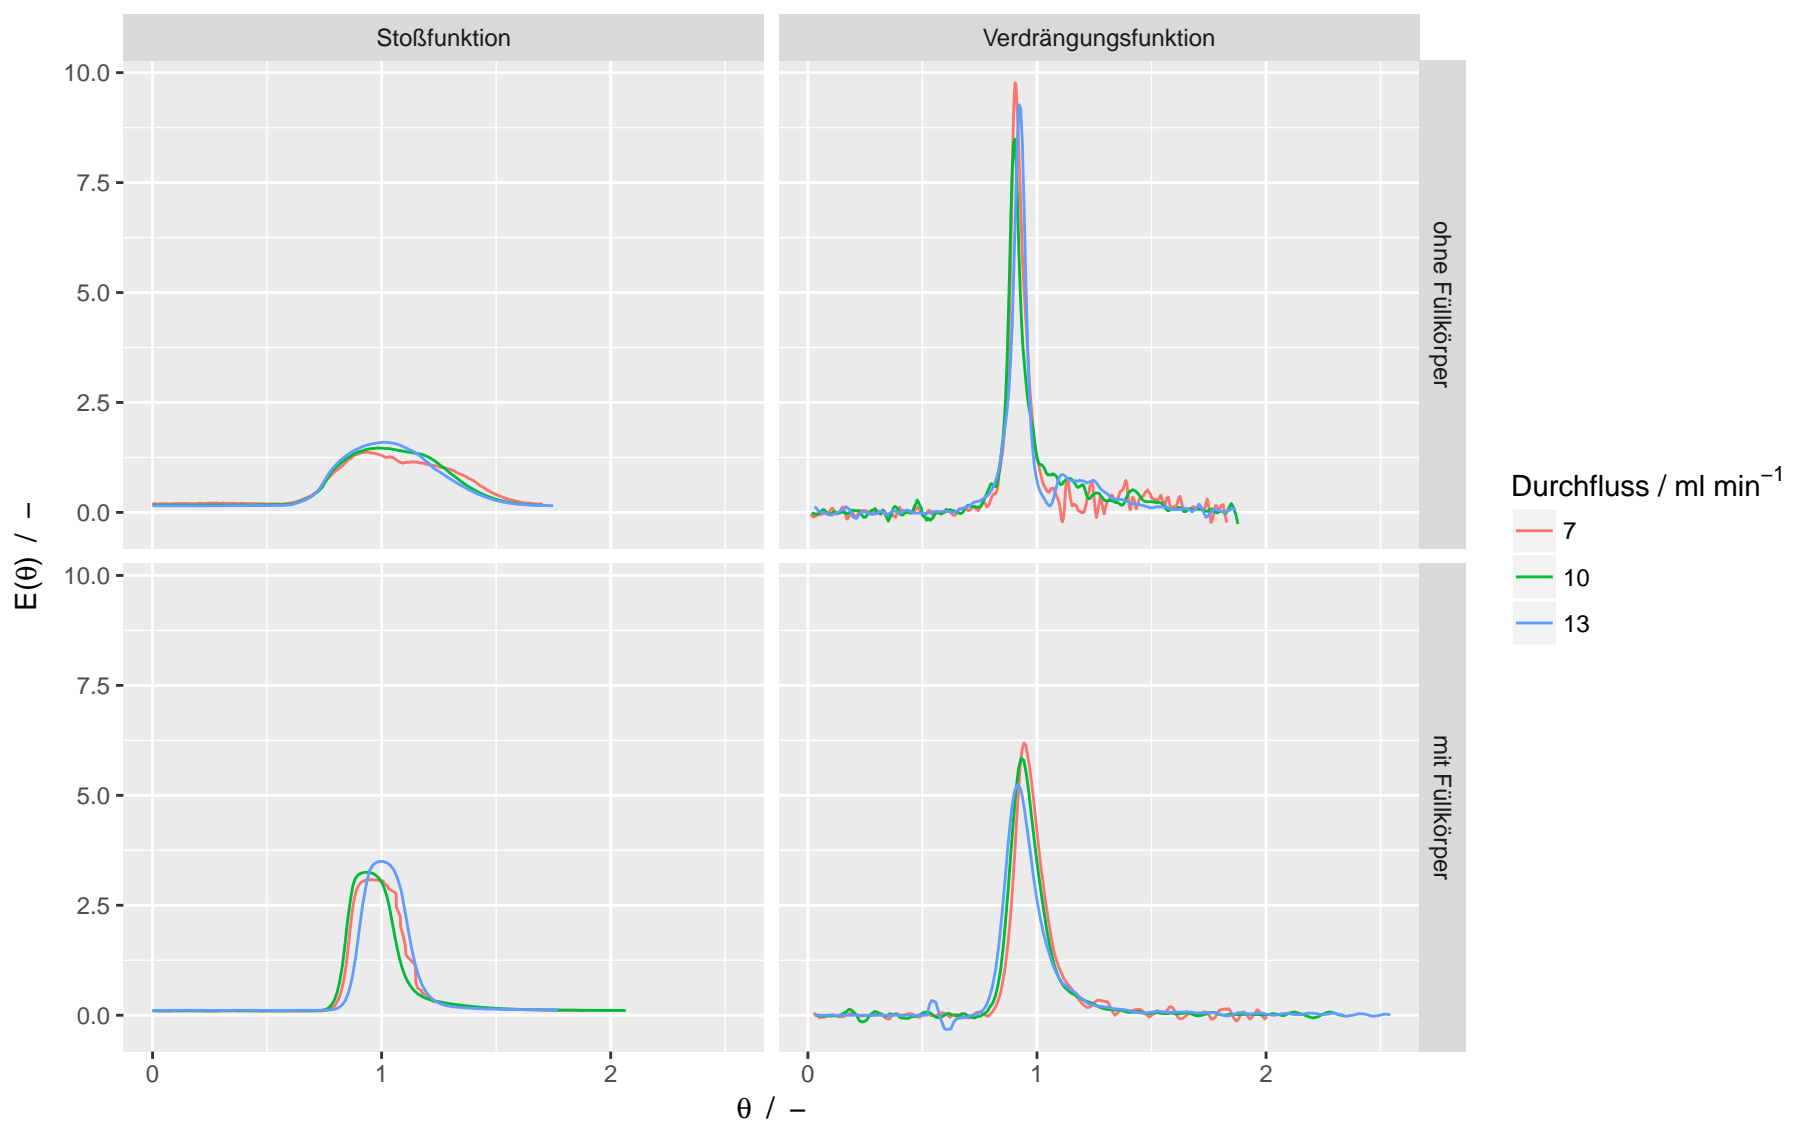 Stoßfunktion
Verdrängungsfunktion
10.0
7.5
5.0
2.5
0.0
ohne Füllkörper
10.0
7.5
5.0
2.5
0.0
mit Füllkörper
E(θ) / −
0
1
2
0
1
2
θ / −
Durchfluss / ml min⁻¹
7
10
13